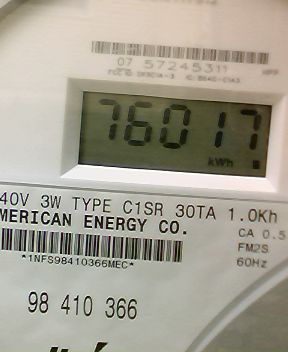 07 57245311
76017
kWh
40V 3W TYPE C1SR 30TA 1.0Kh
MERICAN ENERGY CO.
CA 0.5
FM2S
*1NFS98410366MEC*
60Hz
98 410 366